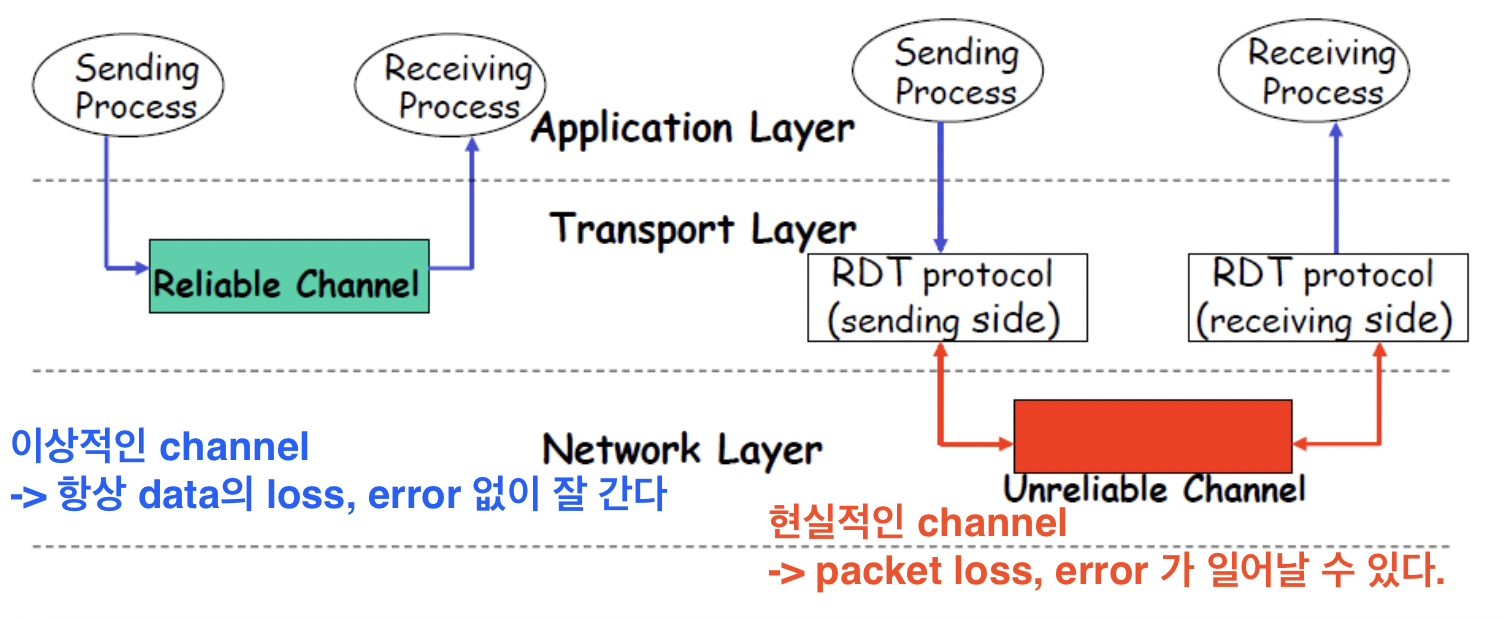 Sending
Process
Receiving
Process
Application Layer
Sending
Process
Receiving
Process
Transport Layer
Reliable Channel
RDT protocol
(sending side)
RDT protocol
(receiving side)
Network Layer
이상적인 channel
-> 항상 data의 loss, error 없이 잘 간다
Unreliable Channel
현실적인 channel
-> packet loss, error 가 일어날 수 있다.